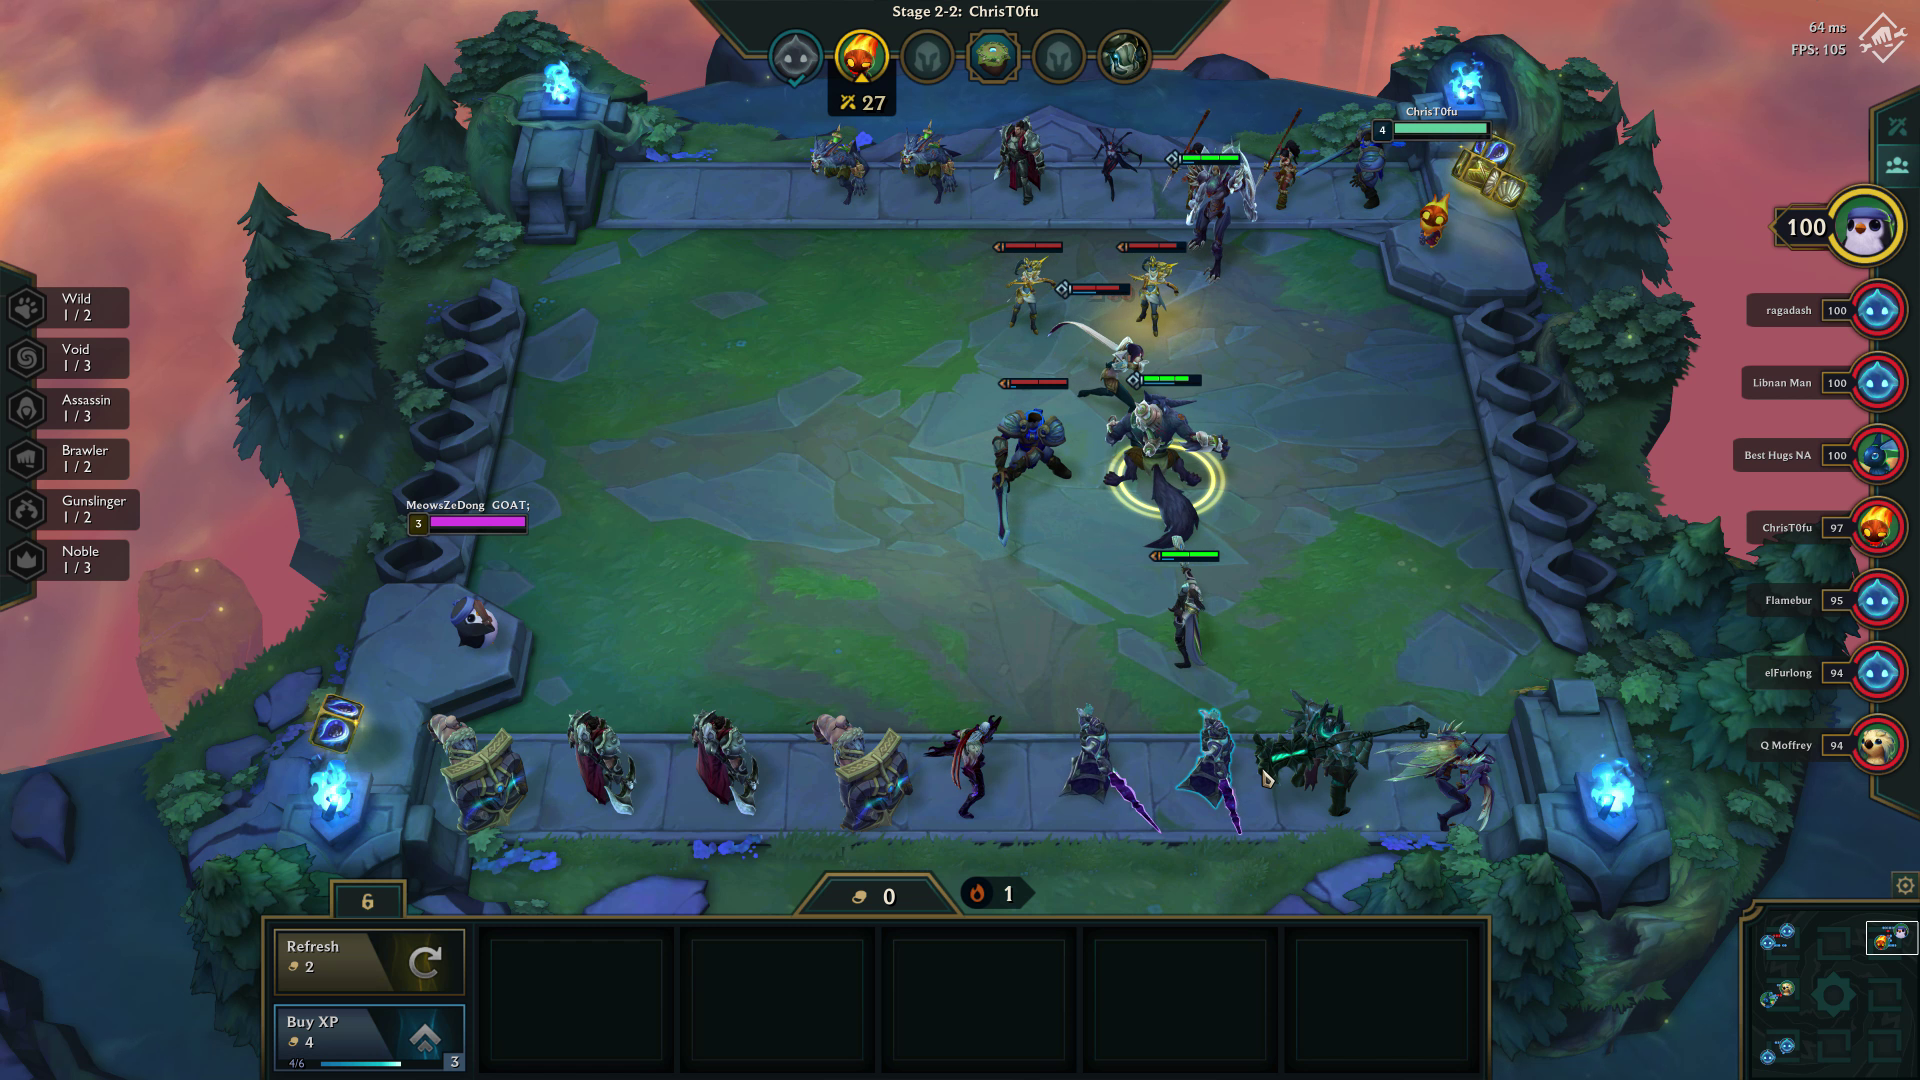 Stage 2-2: ChrisT0fu
64 ms
FPS: 105
27
ChrisT0fu
4
100
Wild
1 / 2
Void
1 / 3
Assassin
1 / 3
Brawler
1 / 2
Gunslinger
1 / 2
Noble
1 / 3
ragadash 100
Libnan Man 100
Best Hugs NA 100
ChrisT0fu 97
Flamebur 95
elFurlong 94
Q Moffrey 94
MeowsZeDong GOAT;
3
6
0
1
Refresh
2
Buy XP
4
4/6
3